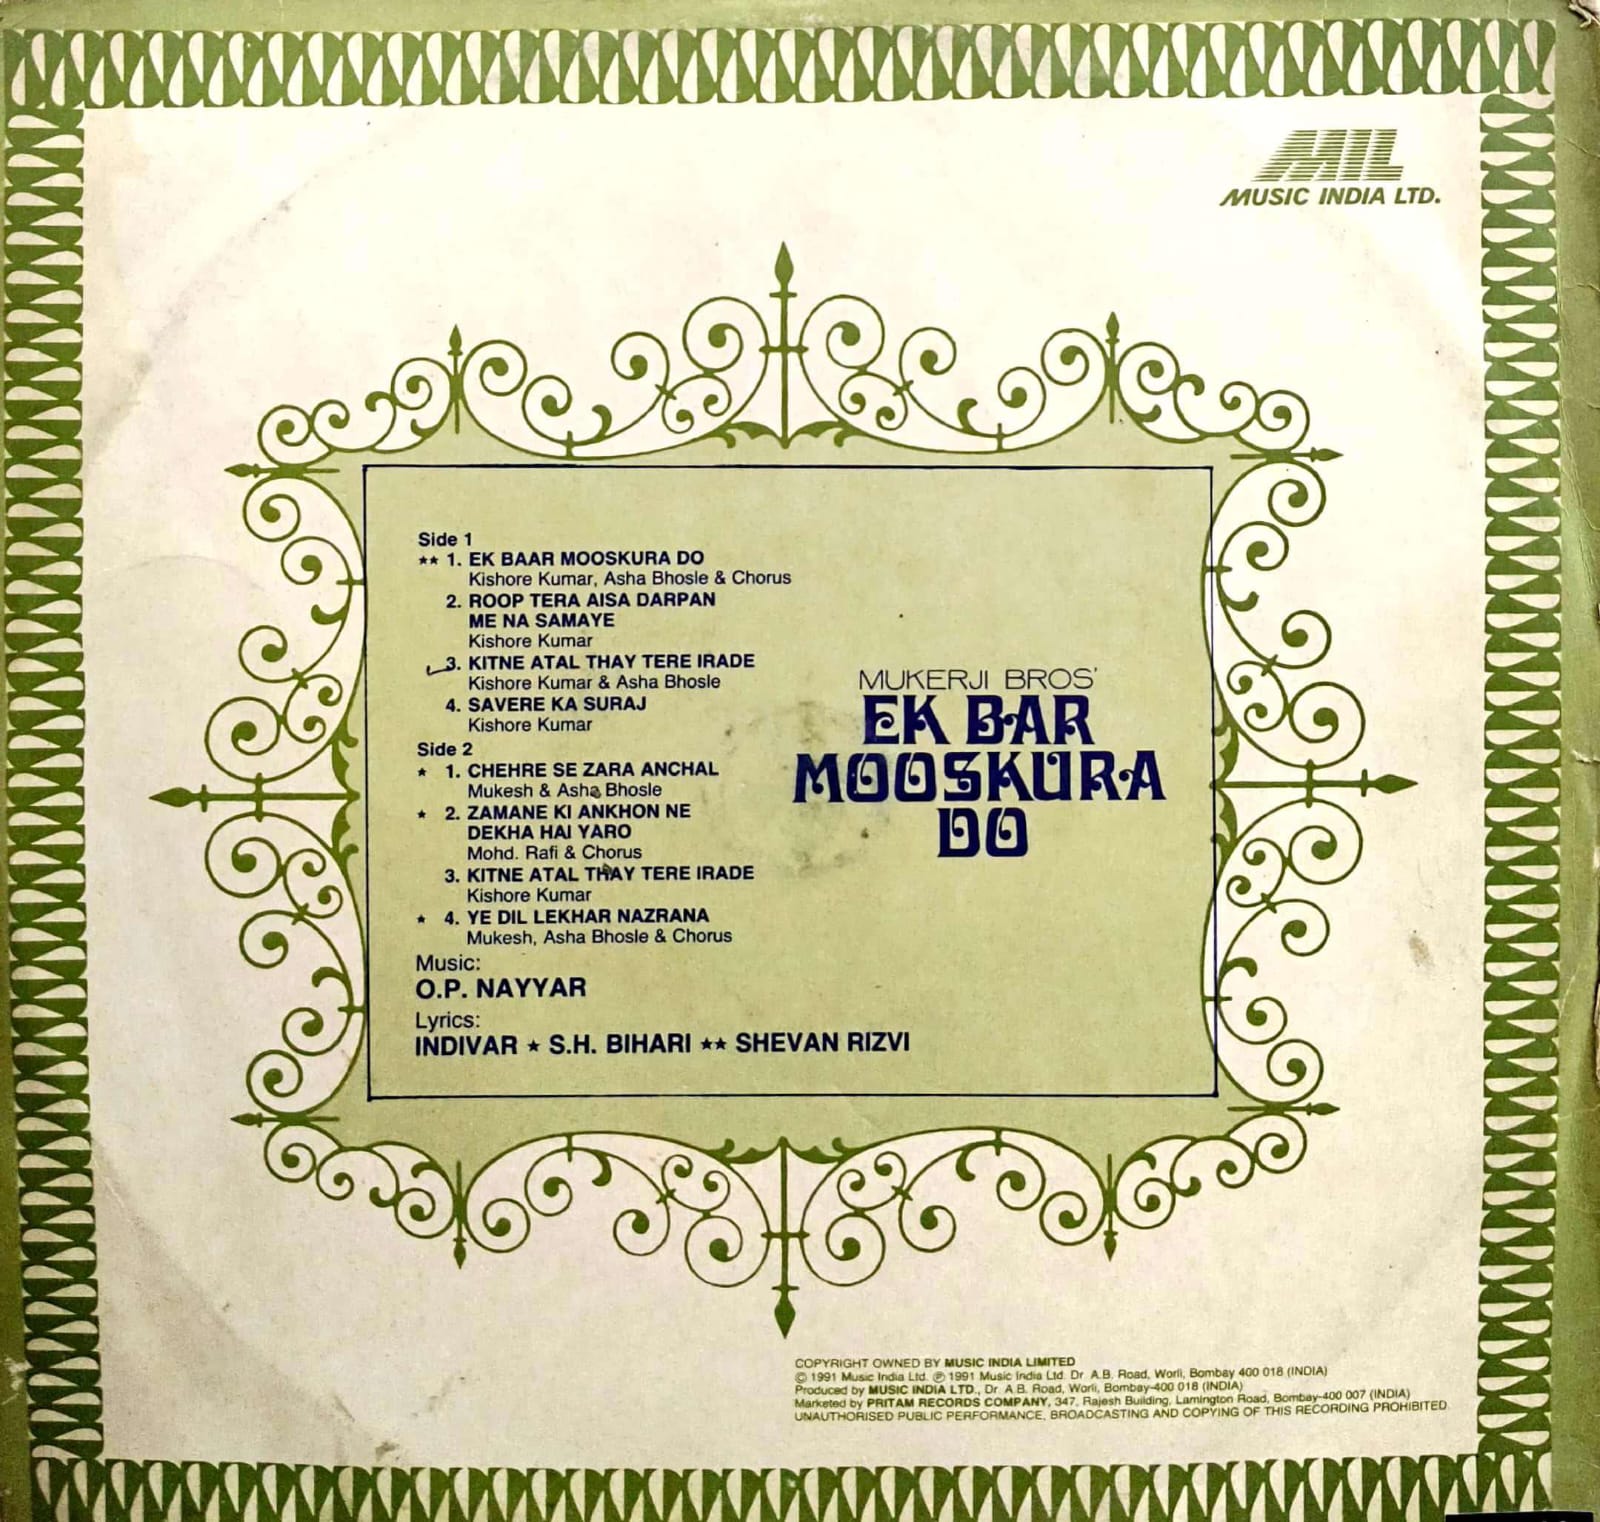 MIL
MUSIC INDIA LTD.
Side 1
★★ 1. EK BAAR MOOSKURA DO
Kishore Kumar, Asha Bhosle & Chorus
2. ROOP TERA AISA DARPAN
ME NA SAMAYE
Kishore Kumar
3. KITNE ATAL THAY TERE IRADE
Kishore Kumar & Asha Bhosle
4. SAVERE KA SURAJ
Kishore Kumar
Side 2
★ 1. CHEHRE SE ZARA ANCHAL
Mukesh & Asha Bhosle
★ 2. ZAMANE KI ANKHON NE
DEKHA HAI YARO
Mohd. Rafi & Chorus
3. KITNE ATAL THAY TERE IRADE
Kishore Kumar
★ 4. YE DIL LEKHAR NAZRANA
Mukesh, Asha Bhosle & Chorus
Music:
O.P. NAYYAR
Lyrics:
INDIVAR ★ S.H. BIHARI ★★ SHEVAN RIZVI
MUKERJI BROS'
EK BAR
MOOSKURA
DO
COPYRIGHT OWNED BY MUSIC INDIA LIMITED
© 1991 Music India Ltd. ℗ 1991 Music India Ltd. Dr. A.B. Road, Worli, Bombay 400 018 (INDIA)
Produced by MUSIC INDIA LTD., Dr. A.B. Road, Worli, Bombay-400 018 (INDIA)
Marketed by PRITAM RECORDS COMPANY, 347, Rajesh Building, Lamington Road, Bombay-400 007 (INDIA)
UNAUTHORISED PUBLIC PERFORMANCE, BROADCASTING AND COPYING OF THIS RECORDING PROHIBITED